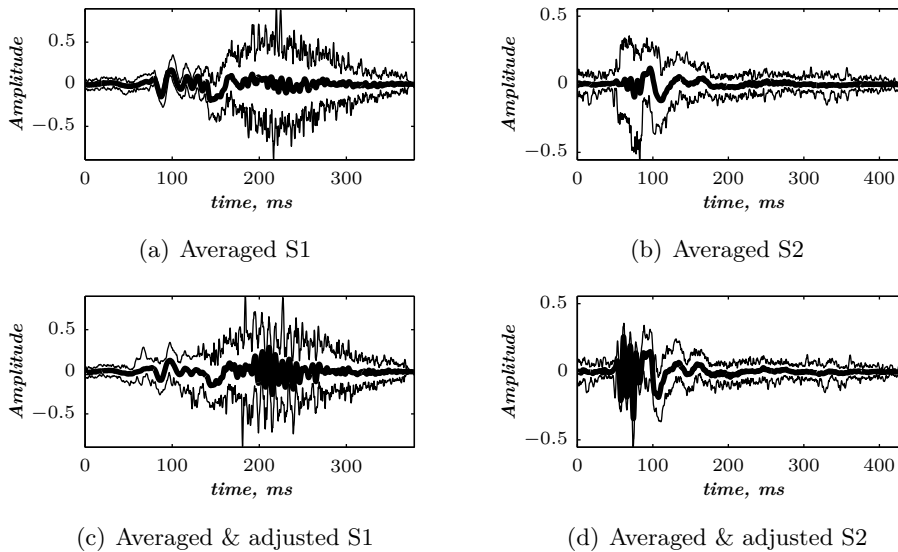 0.5
0
−0.5
Amplitude
0 100 200 300
time, ms
(a) Averaged S1
0.5
0
−0.5
Amplitude
0 100 200 300 400
time, ms
(b) Averaged S2
0.5
0
−0.5
Amplitude
0 100 200 300
time, ms
(c) Averaged & adjusted S1
0.5
0
−0.5
Amplitude
0 100 200 300 400
time, ms
(d) Averaged & adjusted S2